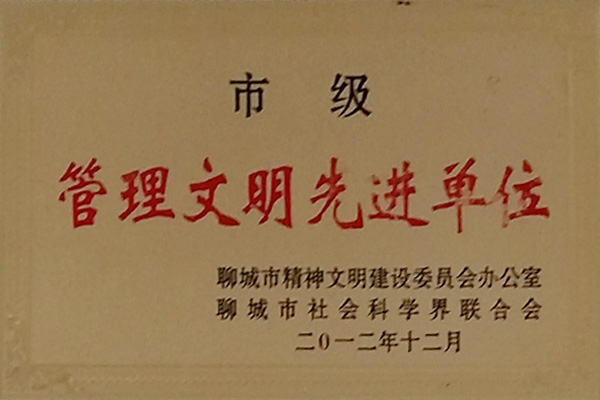 市级
管理文明先进单位
聊城市精神文明建设委员会办公室
聊城市社会科学界联合会
二〇一二年十二月